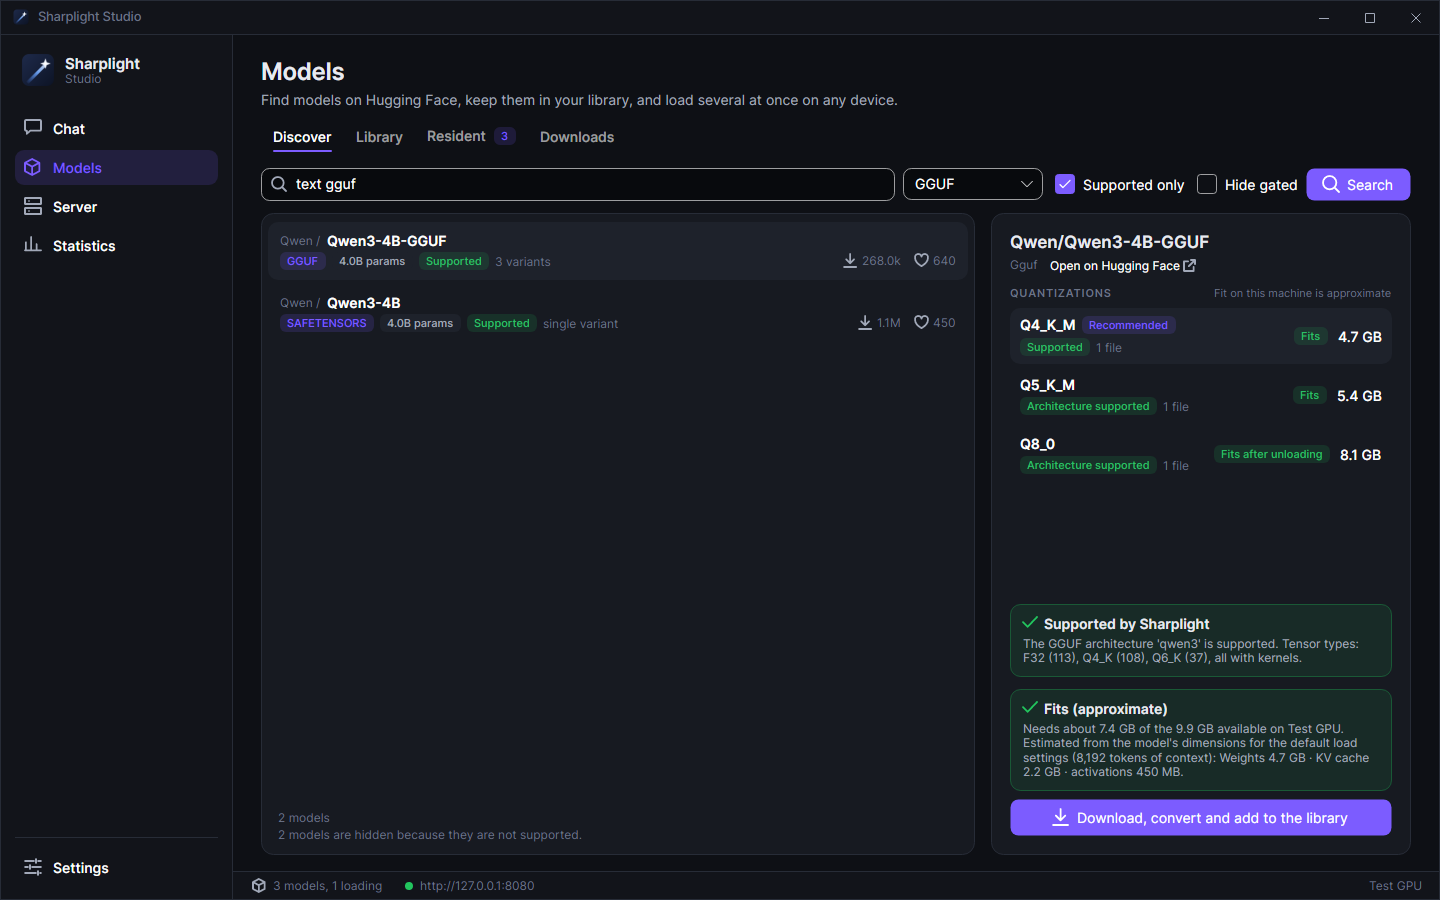 Sharplight Studio
Sharplight
Studio
Chat
Models
Server
Statistics
Settings
Models
Find models on Hugging Face, keep them in your library, and load several at once on any device.
Discover Library Resident 3 Downloads
text gguf GGUF Supported only Hide gated Search
Qwen / Qwen3-4B-GGUF
GGUF 4.0B params Supported 3 variants 268.0k 640
Qwen / Qwen3-4B
SAFETENSORS 4.0B params Supported single variant 1.1M 450
2 models
2 models are hidden because they are not supported.
Qwen/Qwen3-4B-GGUF
Gguf Open on Hugging Face
QUANTIZATIONS Fit on this machine is approximate
Q4_K_M Recommended
Supported 1 file Fits 4.7 GB
Q5_K_M
Architecture supported 1 file Fits 5.4 GB
Q8_0
Architecture supported 1 file Fits after unloading 8.1 GB
Supported by Sharplight
The GGUF architecture 'qwen3' is supported. Tensor types:
F32 (113), Q4_K (108), Q6_K (37), all with kernels.
Fits (approximate)
Needs about 7.4 GB of the 9.9 GB available on Test GPU.
Estimated from the model's dimensions for the default load
settings (8,192 tokens of context): Weights 4.7 GB · KV cache
2.2 GB · activations 450 MB.
Download, convert and add to the library
3 models, 1 loading http://127.0.0.1:8080 Test GPU